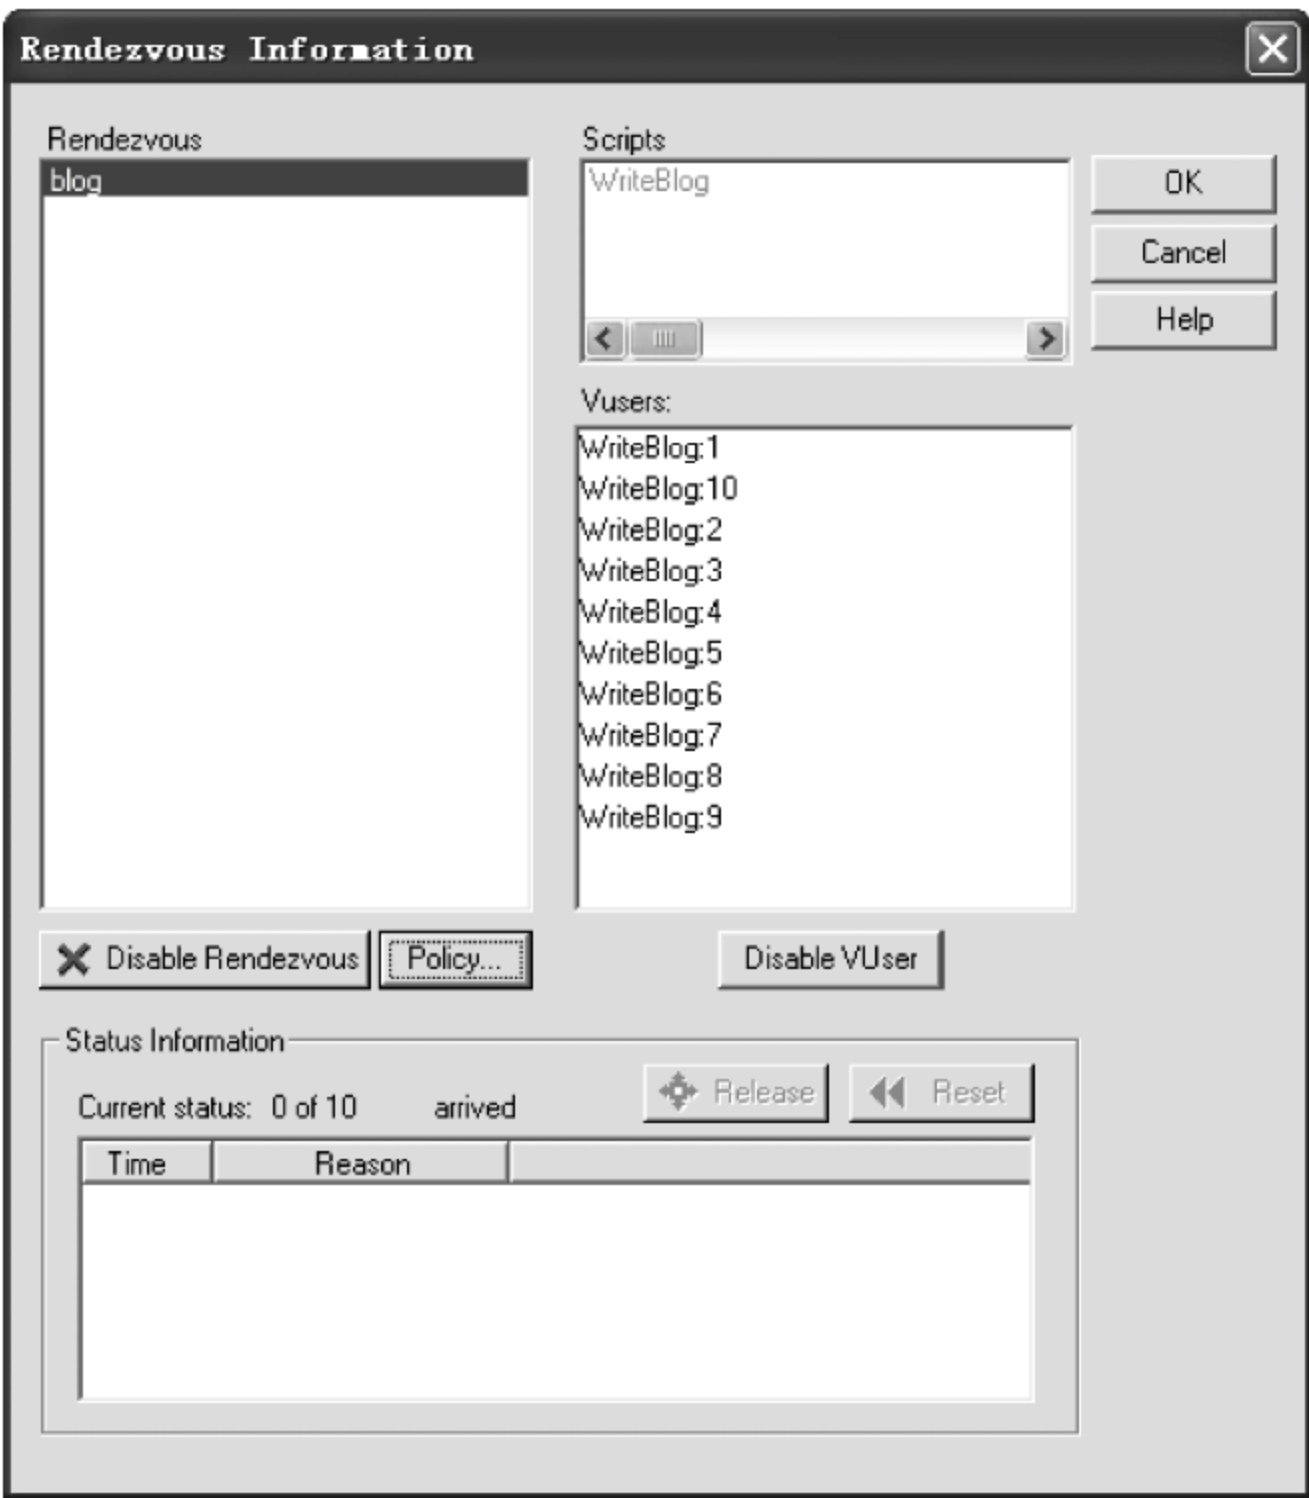 Rendezvous Information
Rendezvous
blog
Scripts
WriteBlog
OK
Cancel
Help
Vusers:
WriteBlog:1
WriteBlog:10
WriteBlog:2
WriteBlog:3
WriteBlog:4
WriteBlog:5
WriteBlog:6
WriteBlog:7
WriteBlog:8
WriteBlog:9
Disable Rendezvous
Policy...
Disable VUser
Status Information
Current status: 0 of 10 arrived
Release
Reset
Time
Reason